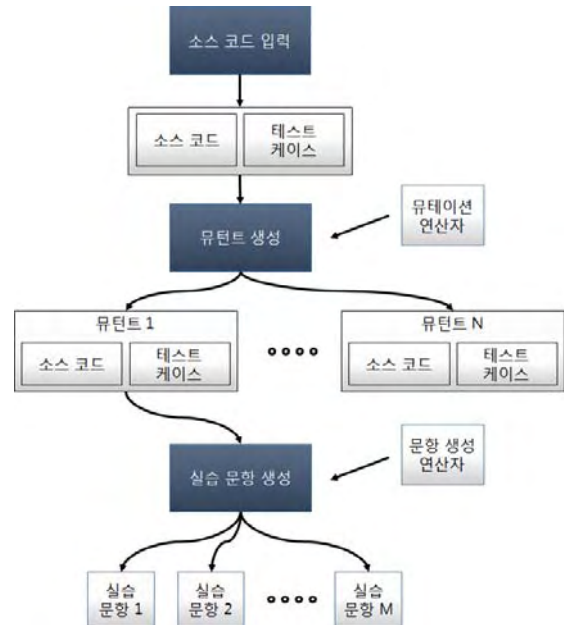 소스 코드 입력
소스 코드
테스트
케이스
뮤턴트 생성
뮤테이션
연산자
뮤턴트 1
소스 코드
테스트
케이스
뮤턴트 N
소스 코드
테스트
케이스
실습 문항 생성
문항 생성
연산자
실습
문항 1
실습
문항 2
실습
문항 M